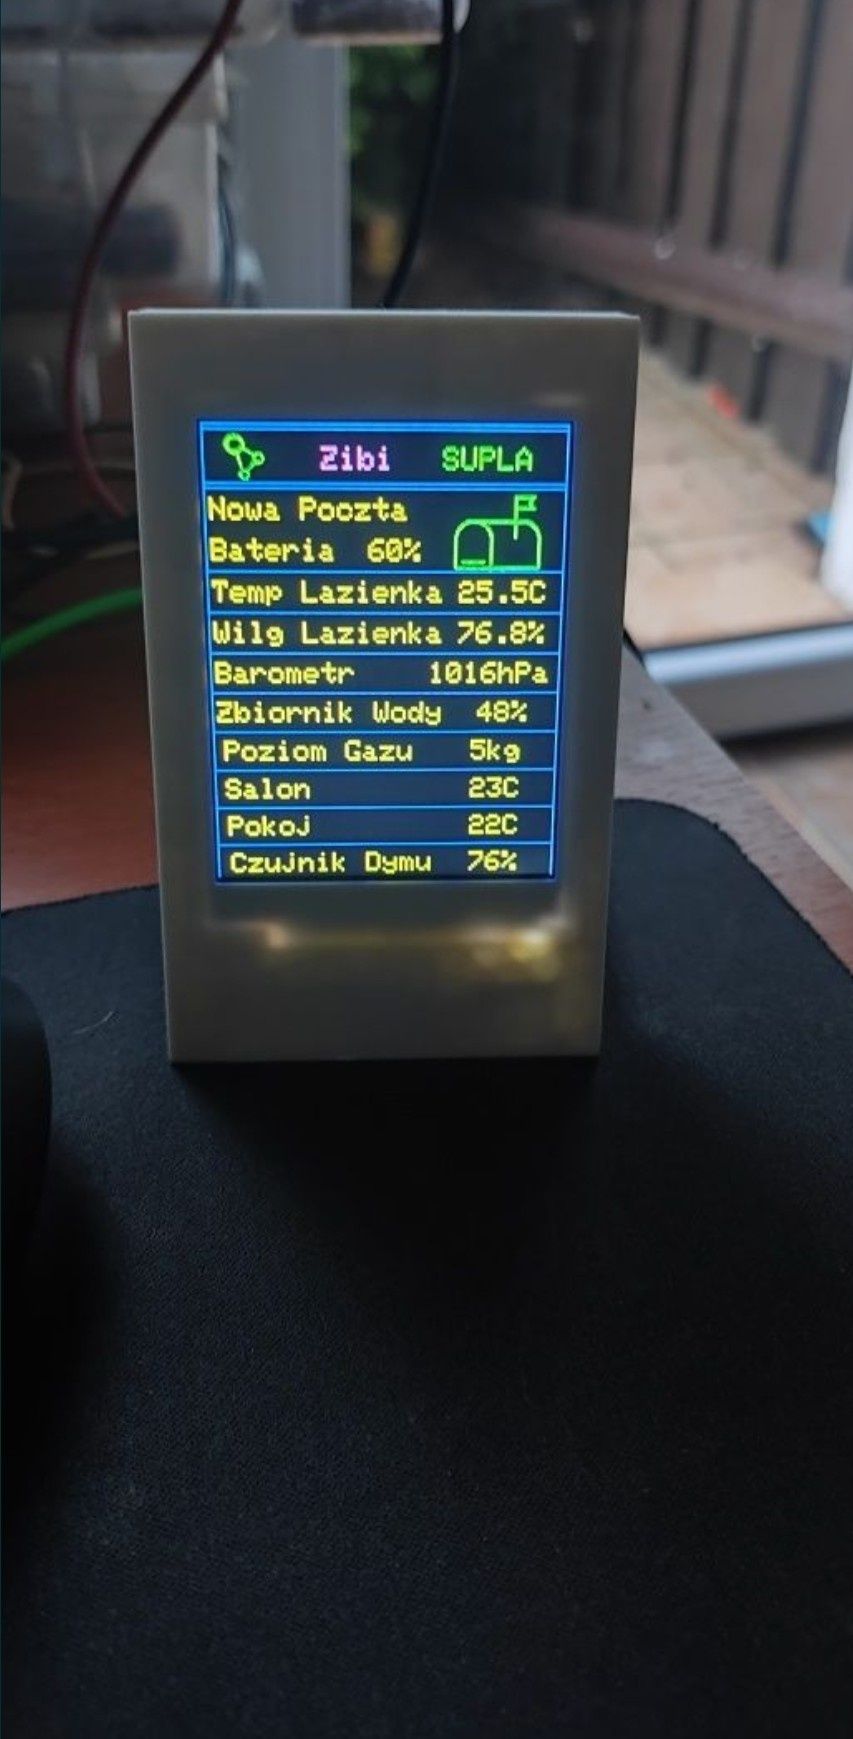 Zibi SUPLA
Nowa Poczta
Bateria 60%
Temp Lazienka 25.5C
Wilg Lazienka 76.8%
Barometr 1016hPa
Zbiornik Wody 48%
Poziom Gazu 5kg
Salon 23C
Pokoj 22C
Czujnik Dymu 76%